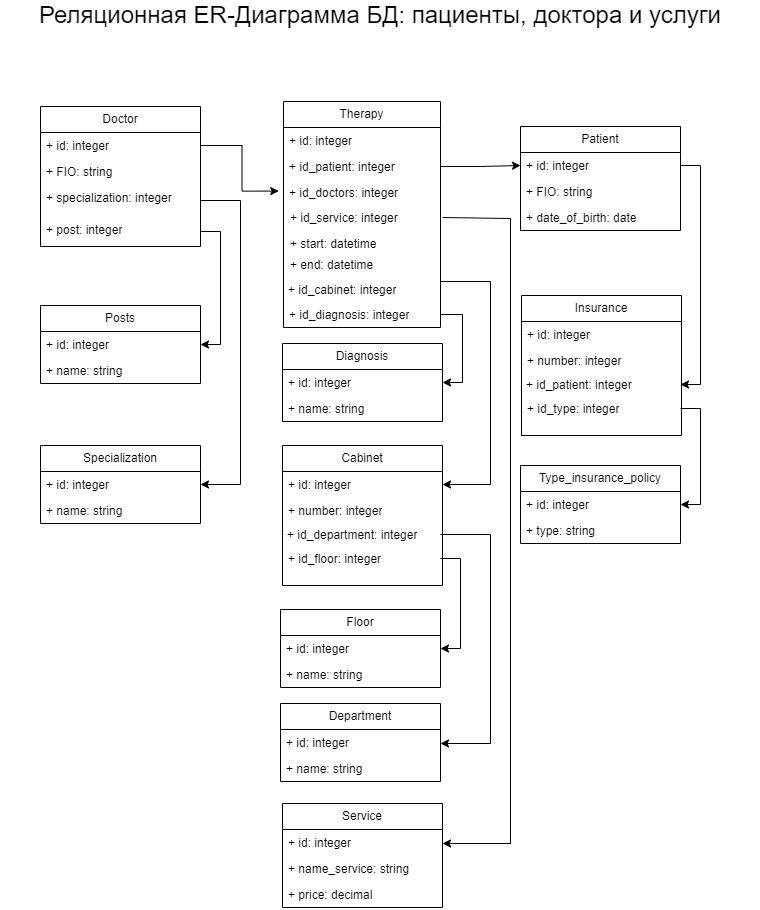 Реляционная ER-Диаграмма БД: пациенты, доктора и услуги
Doctor
+ id: integer
+ FIO: string
+ specialization: integer
+ post: integer
Posts
+ id: integer
+ name: string
Specialization
+ id: integer
+ name: string
Therapy
+ id: integer
+ id_patient: integer
+ id_doctors: integer
+ id_service: integer
+ start: datetime
+ end: datetime
+ id_cabinet: integer
+ id_diagnosis: integer
Diagnosis
+ id: integer
+ name: string
Cabinet
+ id: integer
+ number: integer
+ id_department: integer
+ id_floor: integer
Floor
+ id: integer
+ name: string
Department
+ id: integer
+ name: string
Service
+ id: integer
+ name_service: string
+ price: decimal
Patient
+ id: integer
+ FIO: string
+ date_of_birth: date
Insurance
+ id: integer
+ number: integer
+ id_patient: integer
+ id_type: integer
Type_insurance_policy
+ id: integer
+ type: string